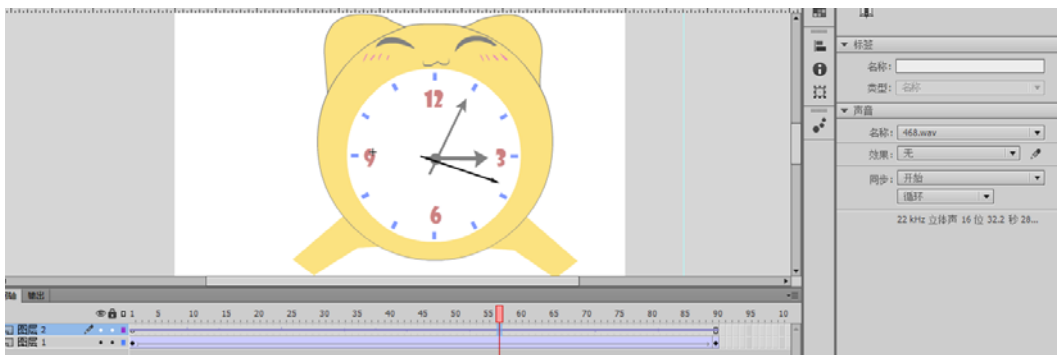 标签
名称:
类型: 名称
声音
名称: 468.wav
效果: 无
同步: 开始
循环
22 kHz 立体声 16 位 32.2 秒 28...
12
9
3
6
输出
1 5 10 15 20 25 30 35 40 45 50 55 60 65 70 75 80 85 90 95 10
图层 2
图层 1